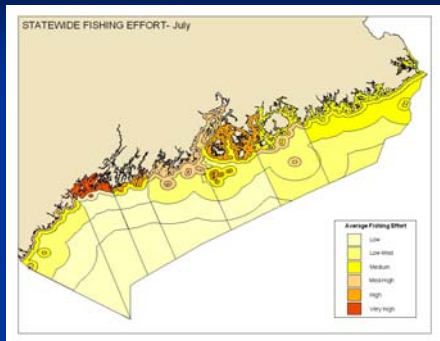 STATEWIDE FISHING EFFORT- July
Average Fishing Effort
Low
Low-Med
Medium
Med-High
High
Very High